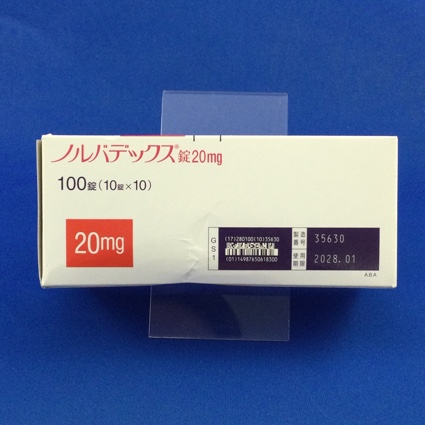 ノルバデックス®錠20mg
100錠(10錠×10)
20mg
GS1
(17)280100(10)35630
(01)14987650618300
製造番号 35630
使用期限 2028.01
ABA